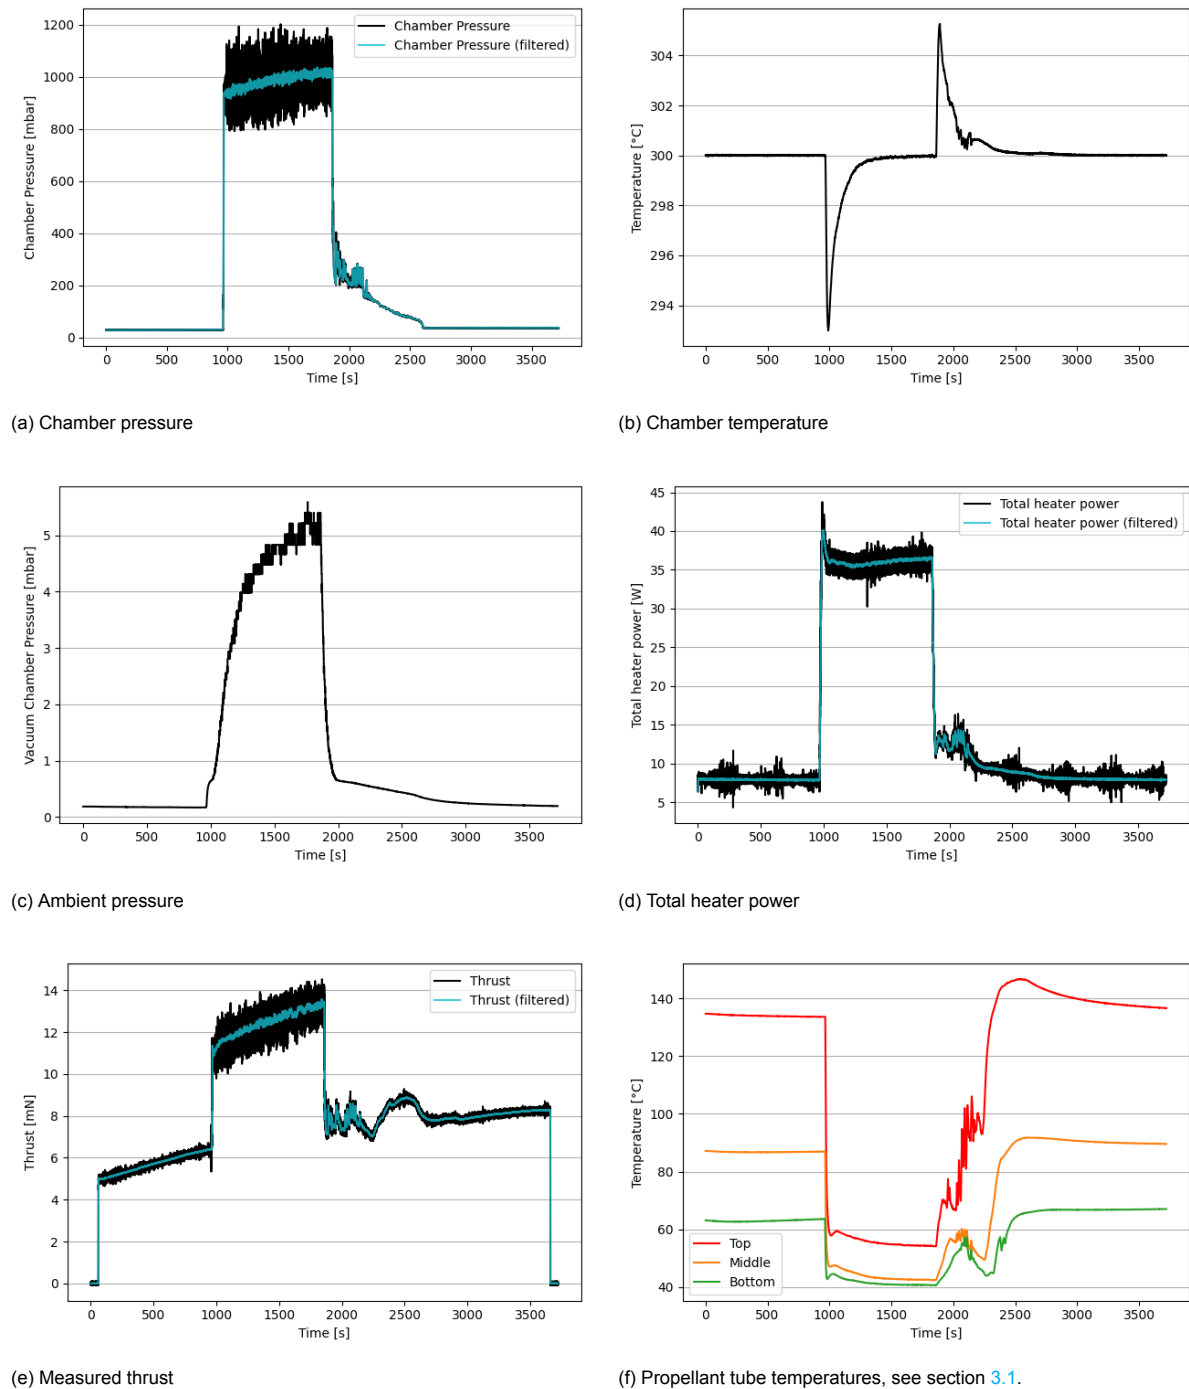 Chamber Pressure
Chamber Pressure (filtered)
1200
1000
800
600
400
200
0
Chamber Pressure [mbar]
0 500 1000 1500 2000 2500 3000 3500
Time [s]
(a) Chamber pressure
304
302
300
298
296
294
Temperature [°C]
0 500 1000 1500 2000 2500 3000 3500
Time [s]
(b) Chamber temperature
5
4
3
2
1
0
Vacuum Chamber Pressure [mbar]
0 500 1000 1500 2000 2500 3000 3500
Time [s]
(c) Ambient pressure
Total heater power
Total heater power (filtered)
45
40
35
30
25
20
15
10
5
Total heater power [W]
0 500 1000 1500 2000 2500 3000 3500
Time [s]
(d) Total heater power
Thrust
Thrust (filtered)
14
12
10
8
6
4
2
0
Thrust [mN]
0 500 1000 1500 2000 2500 3000 3500
Time [s]
(e) Measured thrust
140
120
100
80
60
40
Temperature [°C]
Top
Middle
Bottom
0 500 1000 1500 2000 2500 3000 3500
Time [s]
(f) Propellant tube temperatures, see section 3.1.